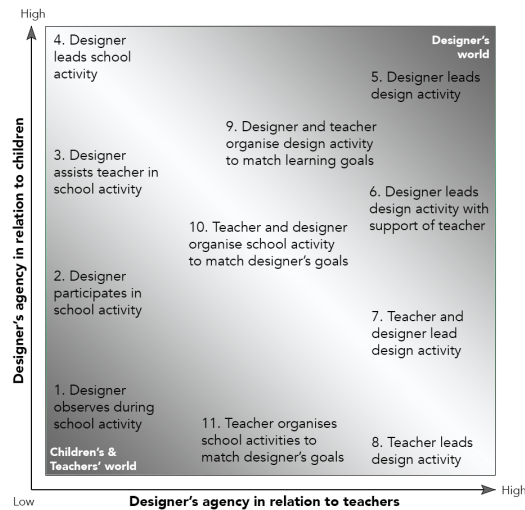 High
4. Designer
leads school
activity
Designer's
world
5. Designer leads
design activity
9. Designer and teacher
organise design activity
to match learning goals
3. Designer
assists teacher in
school activity
6. Designer leads
design activity with
support of teacher
10. Teacher and designer
organise school activity
to match designer's goals
2. Designer
participates in
school activity
7. Teacher and
designer lead
design activity
1. Designer
observes during
school activity
11. Teacher organises
school activities to
match designer's goals
8. Teacher leads
design activity
Children's &
Teachers' world
Designer's agency in relation to children
Low
Designer's agency in relation to teachers
High